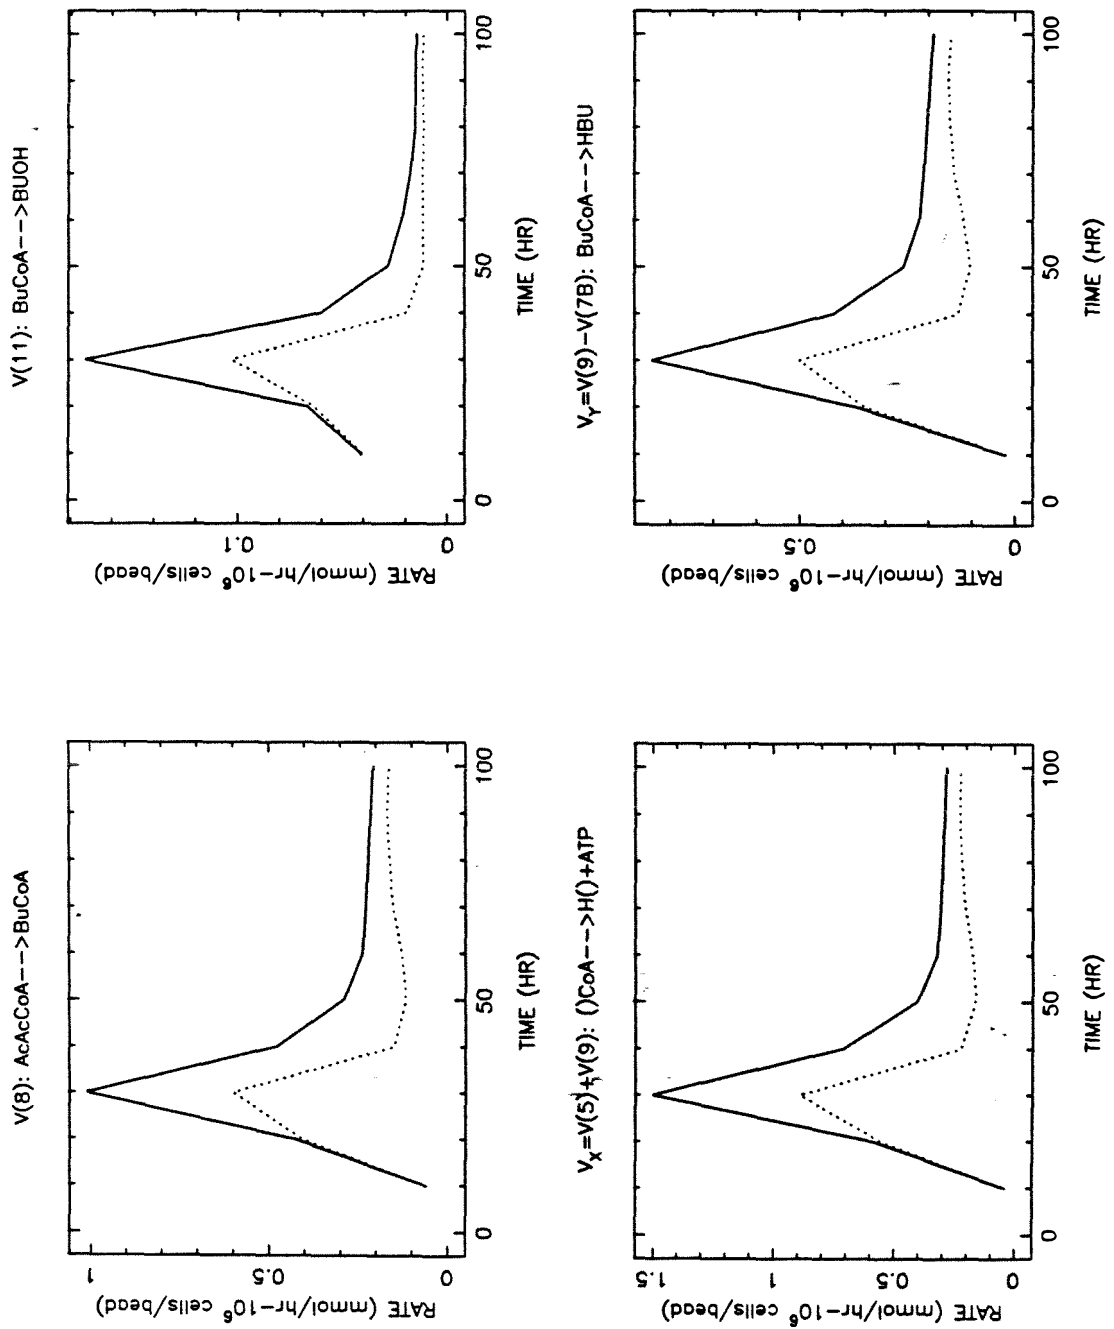 V(8): AcAcCoA--->BuCoA
RATE (mmol/hr-10⁶ cells/bead)
1
0.5
0
0
50
100
TIME (HR)
V(11): BuCoA--->BUOH
RATE (mmol/hr-10⁶ cells/bead)
0.1
0
0
50
100
TIME (HR)
Vₓ=V(5)+V(9): ()CoA--->H()+ATP
RATE (mmol/hr-10⁶ cells/bead)
1.5
1
0.5
0
0
50
100
TIME (HR)
Vᵧ=V(9)-V(7B): BuCoA--->HBU
RATE (mmol/hr-10⁶ cells/bead)
0.5
0
0
50
100
TIME (HR)